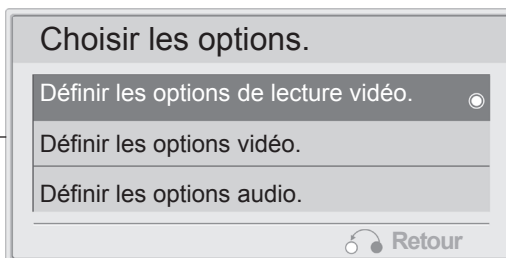 Choisir les options.
Définir les options de lecture vidéo.
Définir les options vidéo.
Définir les options audio.
Retour